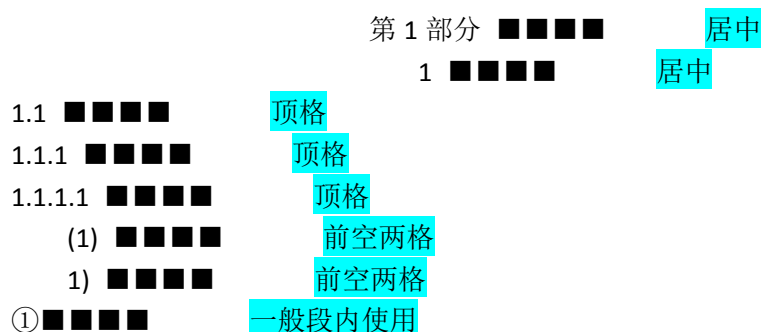 第 1 部分 ■■■■ 居中
1 ■■■■ 居中
1.1 ■■■■ 顶格
1.1.1 ■■■■ 顶格
1.1.1.1 ■■■■ 顶格
(1) ■■■■ 前空两格
1) ■■■■ 前空两格
①■■■■ 一般段内使用